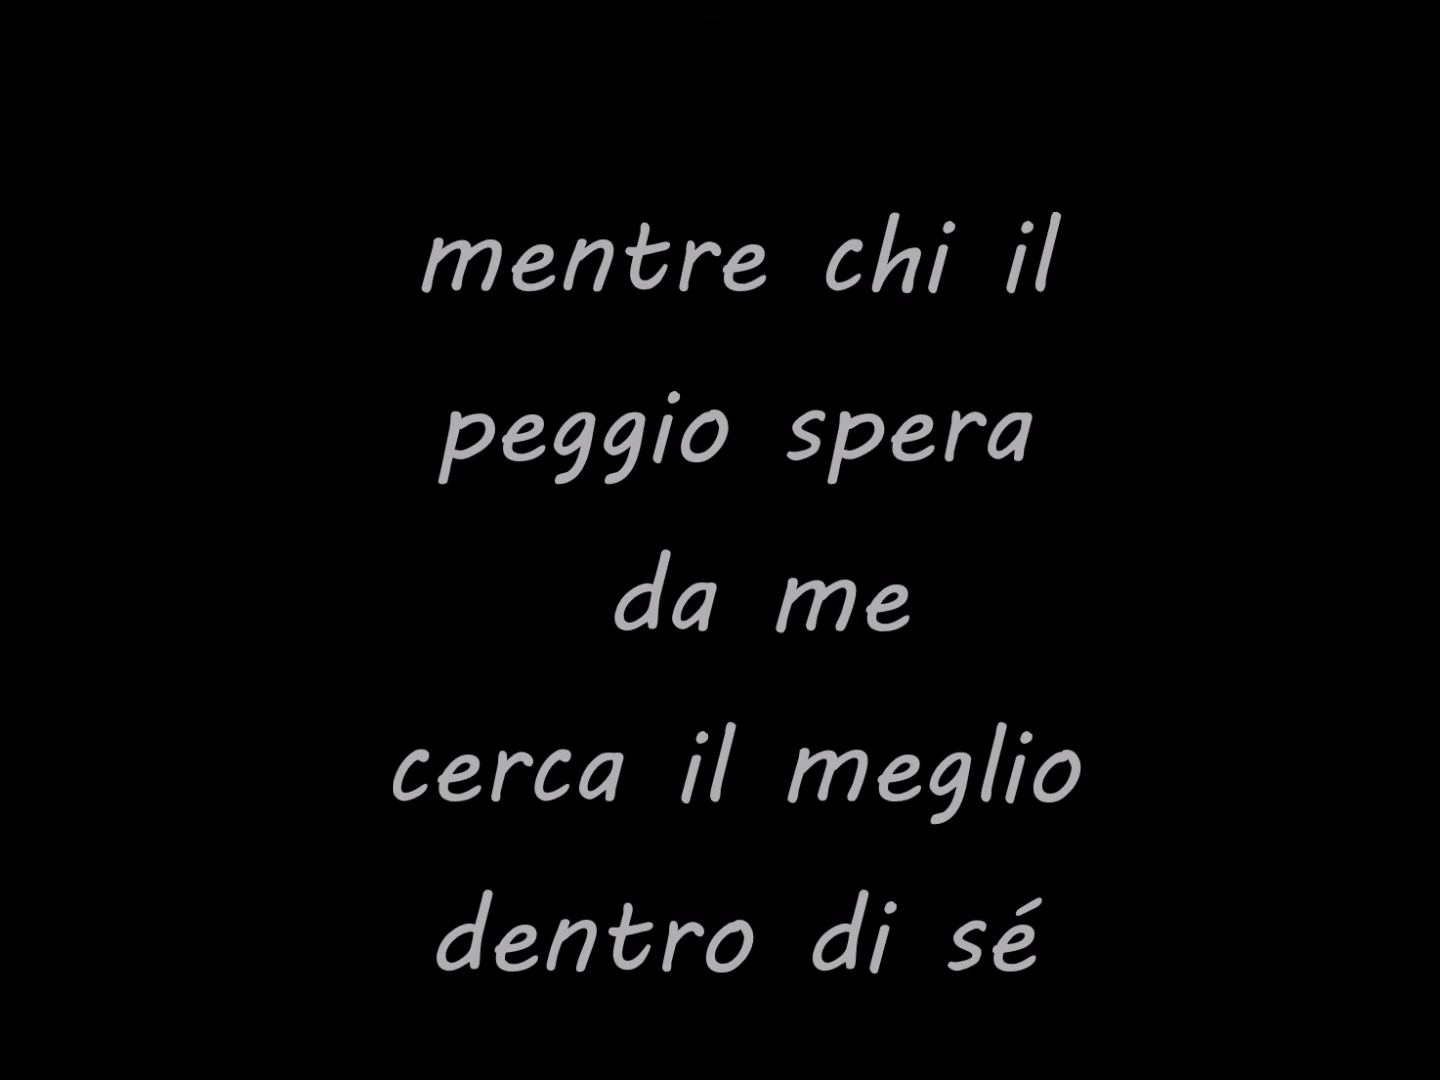 mentre chi il
peggio spera
da me
cerca il meglio
dentro di sé